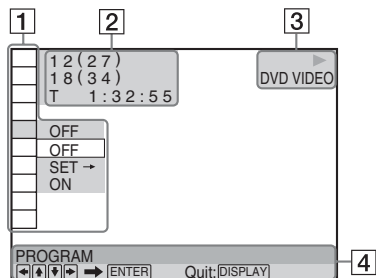 1 2 3
12(27)
18(34)
T 1:32:55
DVD VIDEO
OFF
OFF
SET →
ON
PROGRAM
← ↑ ↓ → ➡ ENTER Quit: DISPLAY
4